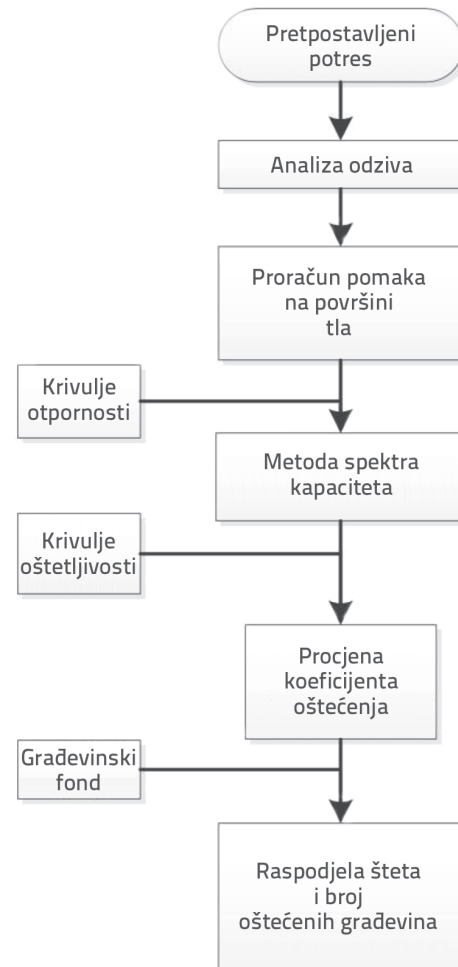 Pretpostavljeni
potres
Analiza odziva
Proračun pomaka
na površini
tla
Krivulje
otpornosti
Metoda spektra
kapaciteta
Krivulje
oštetljivosti
Procjena
koeficijenta
oštećenja
Građevinski
fond
Raspodjela šteta
i broj
oštećenih građevina